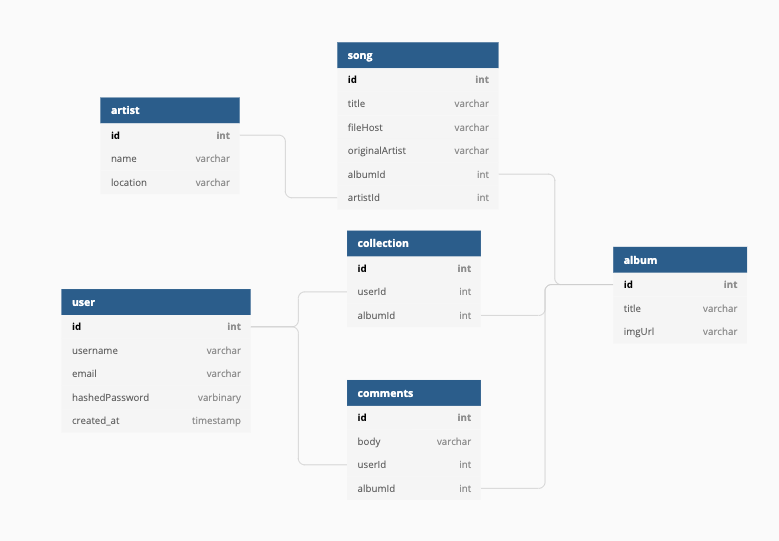 song
id int
title varchar
fileHost varchar
originalArtist varchar
albumId int
artistId int
artist
id int
name varchar
location varchar
collection
id int
userId int
albumId int
album
id int
title varchar
imgUrl varchar
user
id int
username varchar
email varchar
hashedPassword varbinary
created_at timestamp
comments
id int
body varchar
userId int
albumId int